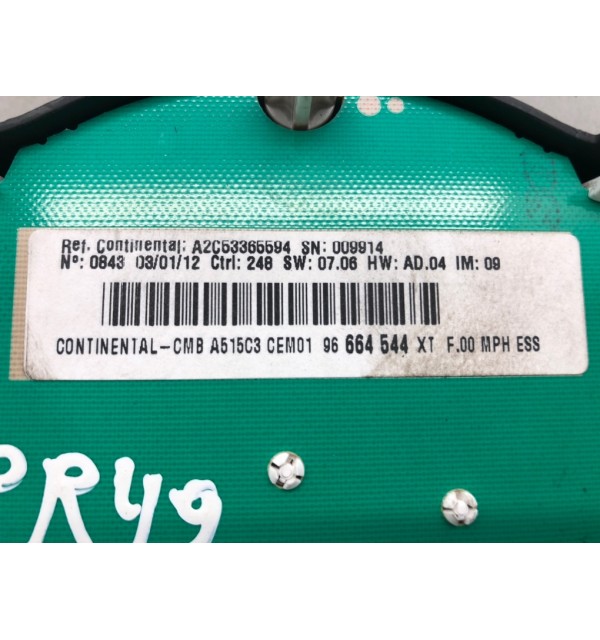 Ref. Continental: A2C53365594 SN: 009914
Nº: 0843 03/01/12 Ctrl: 248 SW: 07.06 HW: AD.04 IM: 09
CONTINENTAL-CMB A515C3 CEM01 96 664 544 XT F.00 MPH ESS
PR49